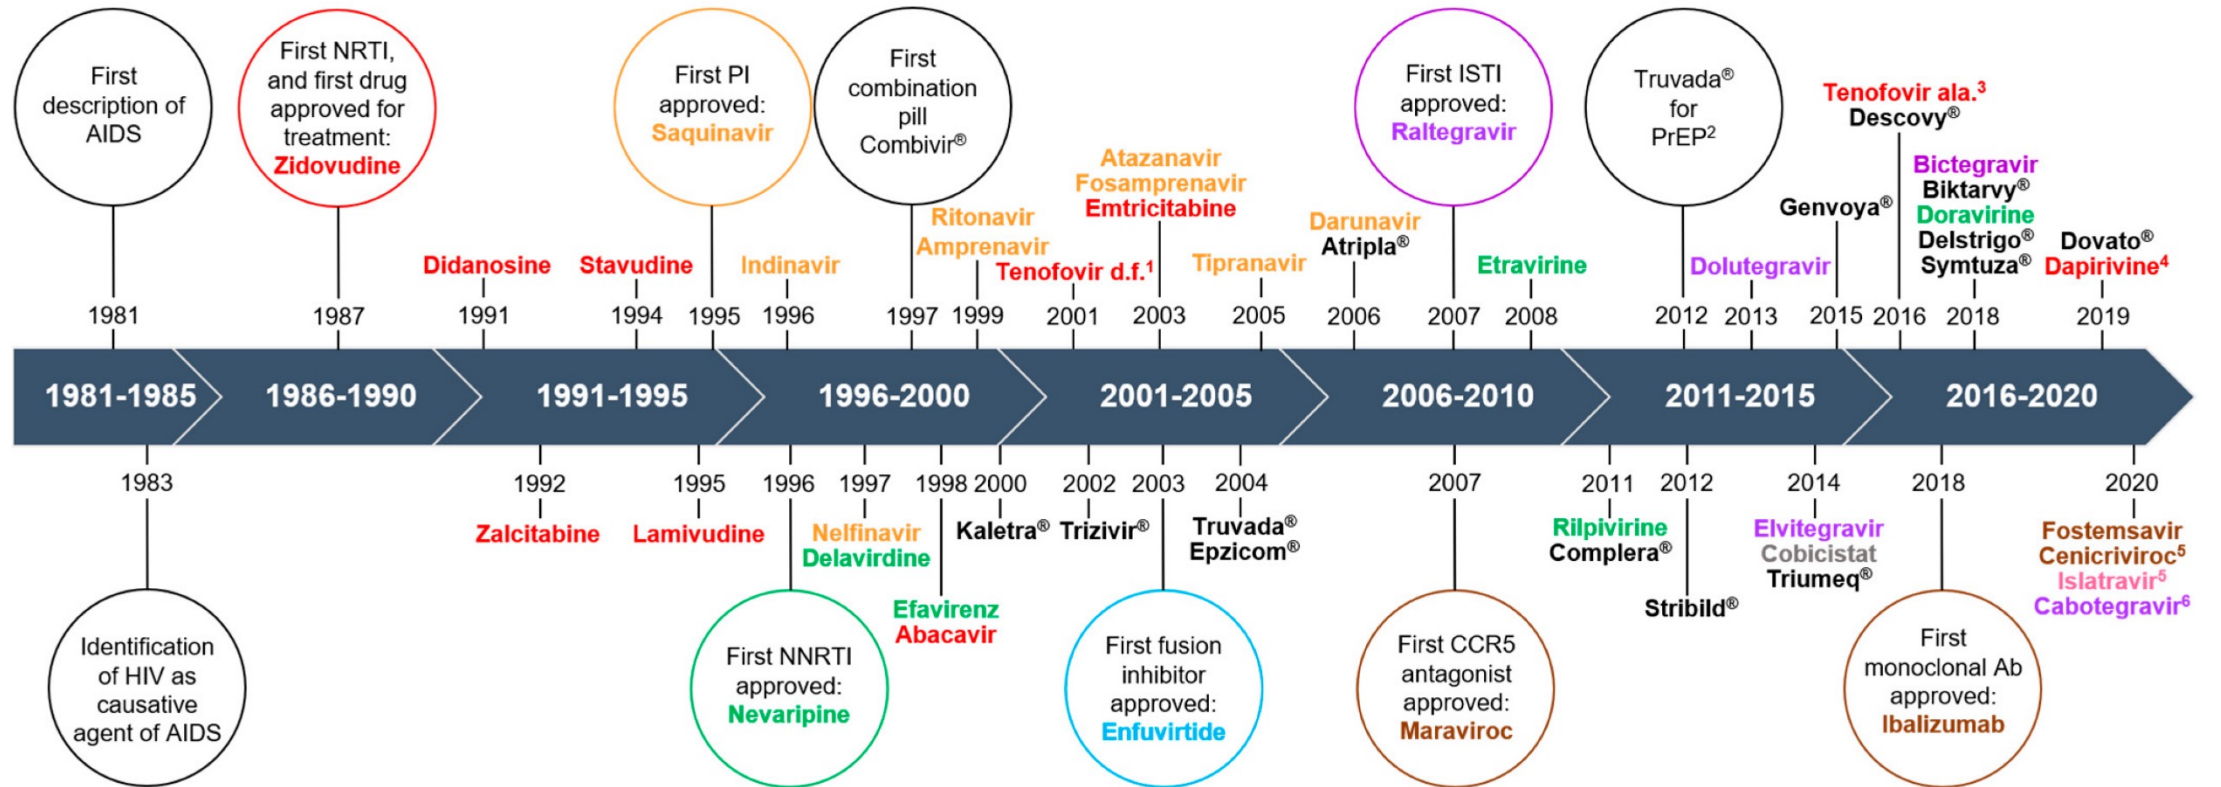 First
description of
AIDS
First NRTI,
and first drug
approved for
treatment:
Zidovudine
First PI
approved:
Saquinavir
First
combination
pill
Combivir®
First ISTI
approved:
Raltegravir
Truvada®
for
PrEP²
Didanosine
Stavudine
Indinavir
Ritonavir
Amprenavir
Tenofovir d.f.¹
Atazanavir
Fosamprenavir
Emtricitabine
Tipranavir
Darunavir
Atripla®
Etravirine
Dolutegravir
Genvoya®
Tenofovir ala.³
Descovy®
Bictegravir
Biktarvy®
Doravirine
Delstrigo®
Symtuza®
Dovato®
Dapirivine⁴
1981
1987
1991
1994
1995
1996
1997
1999
2001
2003
2005
2006
2007
2008
2012
2013
2015
2016
2018
2019
1981-1985
1986-1990
1991-1995
1996-2000
2001-2005
2006-2010
2011-2015
2016-2020
1983
1992
1995
1996
1997
1998
2000
2002
2003
2004
2007
2011
2012
2014
2018
2020
Identification
of HIV as
causative
agent of AIDS
Zalcitabine
Lamivudine
First NNRTI
approved:
Nevaripine
Nelfinavir
Delavirdine
Efavirenz
Abacavir
Kaletra®
Trizivir®
First fusion
inhibitor
approved:
Enfuvirtide
Truvada®
Epzicom®
First CCR5
antagonist
approved:
Maraviroc
Rilpivirine
Complera®
Stribild®
Elvitegravir
Cobicistat
Triumeq®
First
monoclonal Ab
approved:
Ibalizumab
Fostemsavir
Cenicriviroc⁵
Islatravir⁵
Cabotegravir⁶